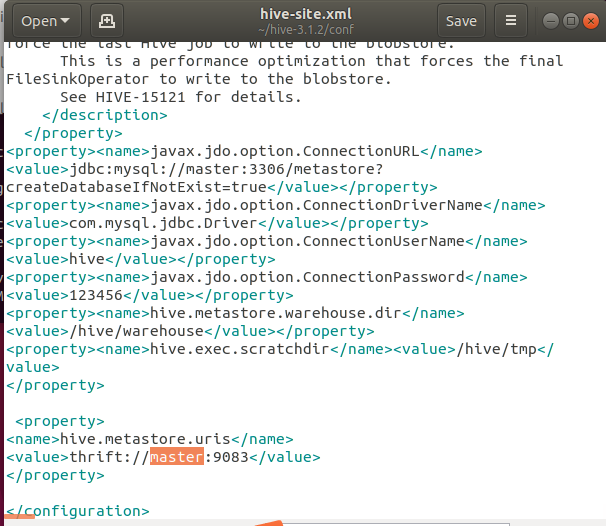 Open
hive-site.xml
~/hive-3.1.2/conf
Save
force the last Hive job to write to the blobstore.
This is a performance optimization that forces the final
FileSinkOperator to write to the blobstore.
See HIVE-15121 for details.
</description>
</property>
<property><name>javax.jdo.option.ConnectionURL</name>
<value>jdbc:mysql://master:3306/metastore?
createDatabaseIfNotExist=true</value></property>
<property><name>javax.jdo.option.ConnectionDriverName</name>
<value>com.mysql.jdbc.Driver</value></property>
<property><name>javax.jdo.option.ConnectionUserName</name>
<value>hive</value></property>
<property><name>javax.jdo.option.ConnectionPassword</name>
<value>123456</value></property>
<property><name>hive.metastore.warehouse.dir</name>
<value>/hive/warehouse</value></property>
<property><name>hive.exec.scratchdir</name><value>/hive/tmp</
value>
</property>
<property>
<name>hive.metastore.uris</name>
<value>thrift://master:9083</value>
</property>
</configuration>